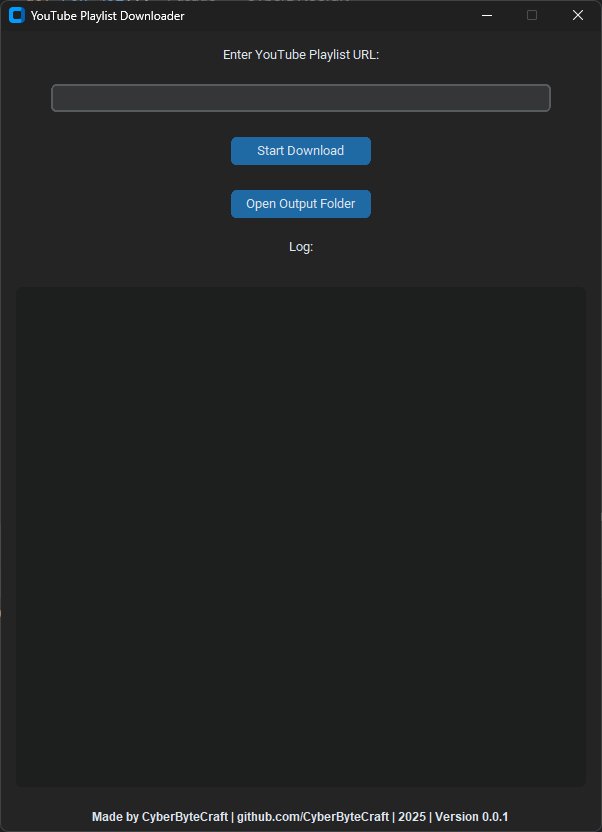 YouTube Playlist Downloader
Enter YouTube Playlist URL:
Start Download
Open Output Folder
Log:
Made by CyberByteCraft | github.com/CyberByteCraft | 2025 | Version 0.0.1